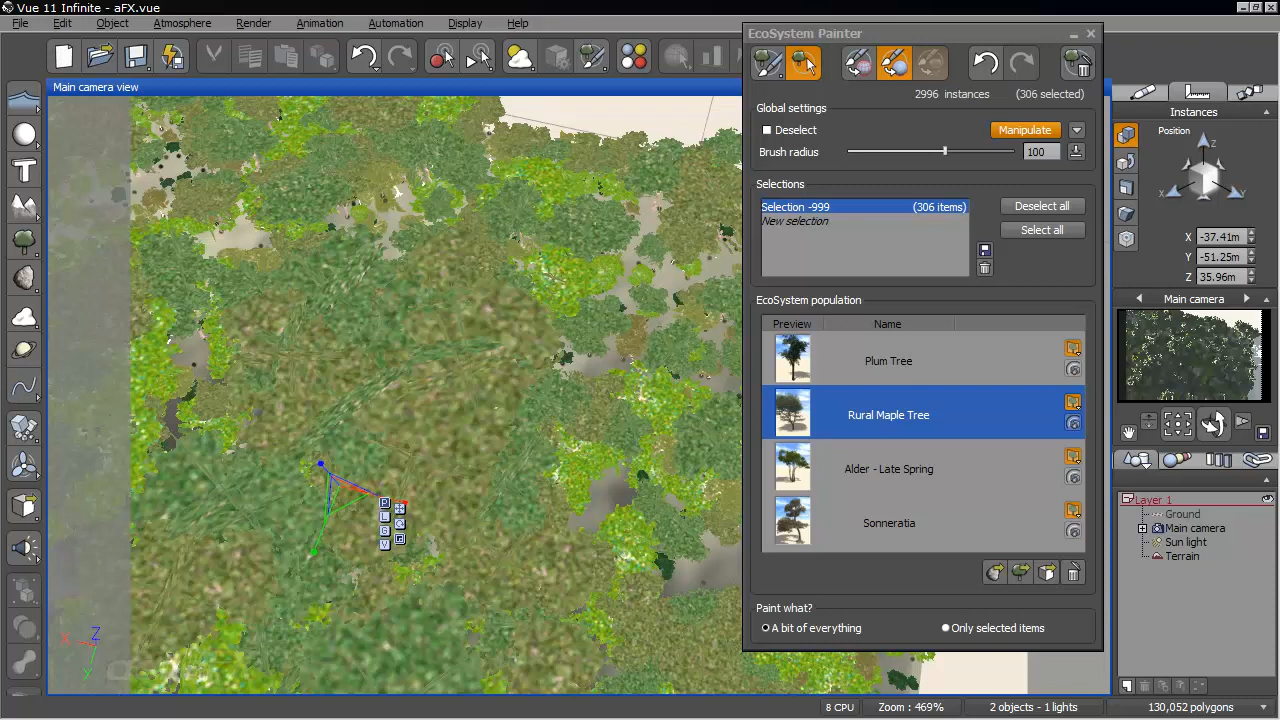 Vue 11 Infinite - aFX.vue
File Edit Object Atmosphere Render Animation Automation Display Help
Main camera view
EcoSystem Painter
2996 instances (306 selected)
Global settings
Deselect Manipulate
Brush radius 100
Selections
Selection -999 (306 items)
New selection
Deselect all
Select all
EcoSystem population
Preview Name
Plum Tree
Rural Maple Tree
Alder - Late Spring
Sonneratia
Paint what?
A bit of everything Only selected items
Instances
Position
Z
X Y
X -37.41m
Y -51.25m
Z 35.96m
Main camera
Layer 1
Ground
Main camera
Sun light
Terrain
P
L
G
V
X Z
Y
8 CPU Zoom : 469% 2 objects - 1 lights 130,052 polygons